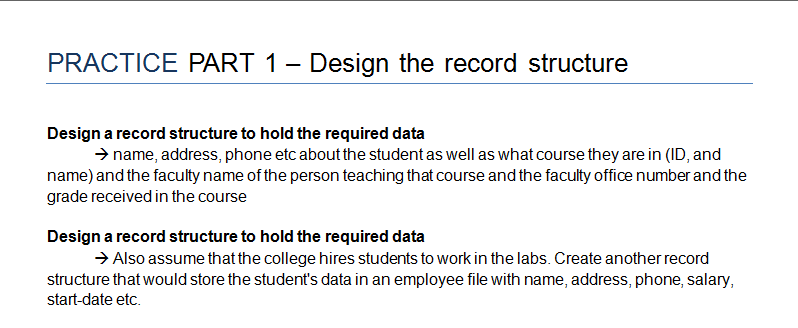 PRACTICE PART 1 – Design the record structure
Design a record structure to hold the required data
→ name, address, phone etc about the student as well as what course they are in (ID, and
name) and the faculty name of the person teaching that course and the faculty office number and the
grade received in the course
Design a record structure to hold the required data
→ Also assume that the college hires students to work in the labs. Create another record
structure that would store the student's data in an employee file with name, address, phone, salary,
start-date etc.